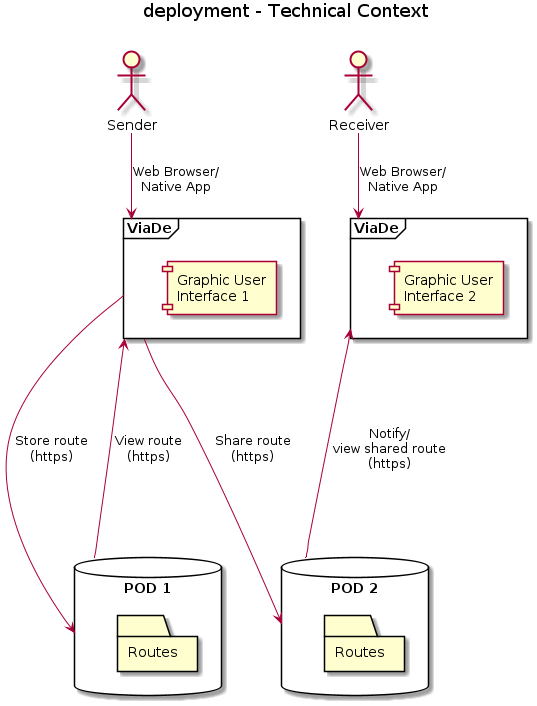 deployment - Technical Context
Sender
Receiver
Web Browser/
Native App
Web Browser/
Native App
ViaDe
Graphic User
Interface 1
ViaDe
Graphic User
Interface 2
Store route
(https)
View route
(https)
Share route
(https)
Notify/
view shared route
(https)
POD 1
Routes
POD 2
Routes